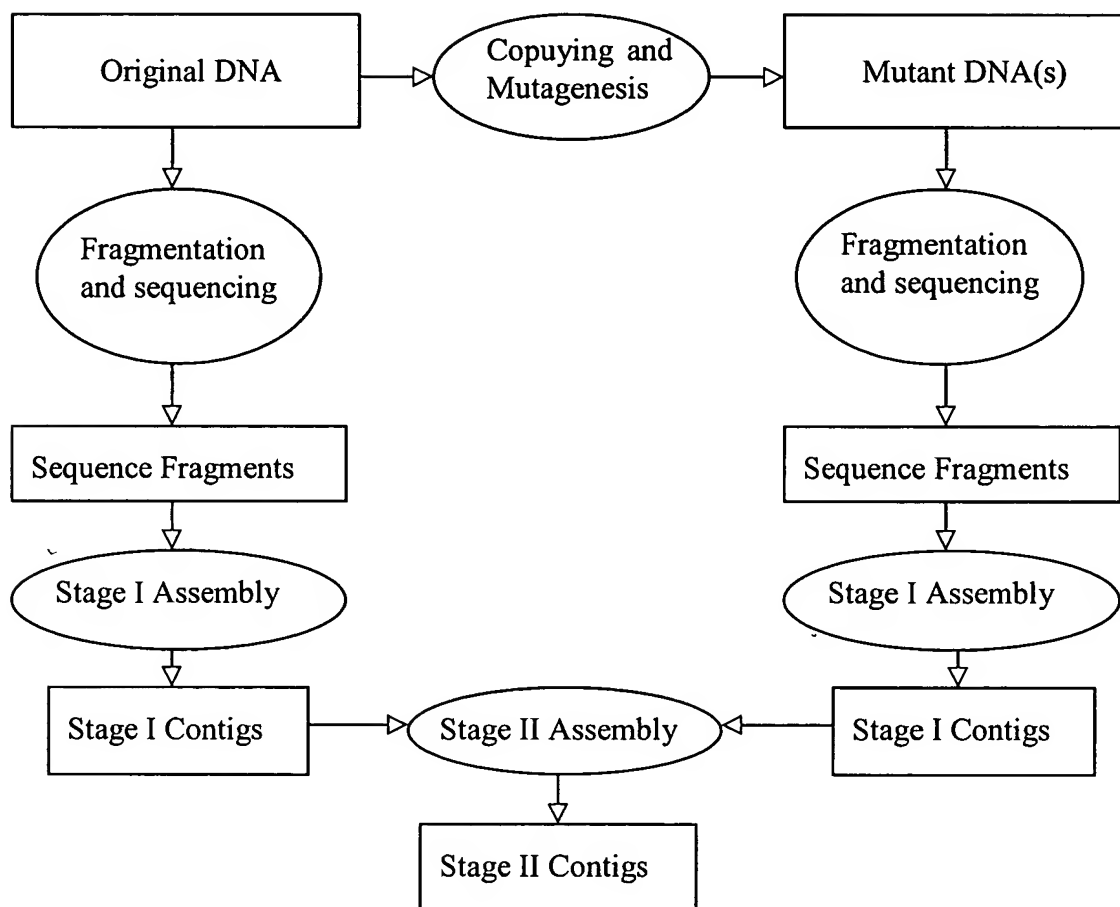 Original DNA
Copuying and
Mutagenesis
Mutant DNA(s)
Fragmentation
and sequencing
Fragmentation
and sequencing
Sequence Fragments
Sequence Fragments
Stage I Assembly
Stage I Assembly
Stage I Contigs
Stage II Assembly
Stage I Contigs
Stage II Contigs